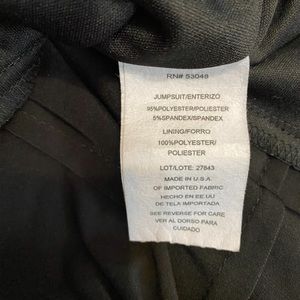 RN# 53049
JUMPSUIT/ENTERIZO
95%POLYESTER/POLIESTER
5%SPANDEX/SPANDEX
LINING/FORRO
100%POLYESTER/
POLIESTER
LOT/LOTE: 27843
MADE IN U.S.A
OF IMPORTED FABRIC
HECHO EN EE.UU
DE TELA IMPORTADA
SEE REVERSE FOR CARE
VER AL DORSO PARA
CUIDADO